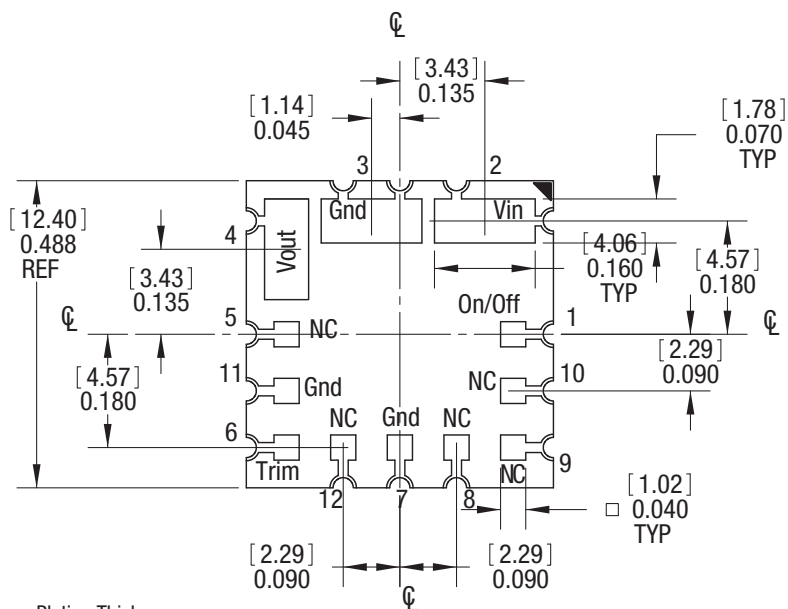 ℄
[3.43]
0.135
[1.14]
0.045
[1.78]
0.070
TYP
3
2
Gnd
Vin
[12.40]
0.488
REF
4
Vout
[4.06]
0.160
TYP
[4.57]
0.180
[3.43]
0.135
On/Off
℄
5
NC
1
℄
[4.57]
0.180
[2.29]
0.090
11
Gnd
NC
10
6
NC
Gnd
NC
Trim
NC
9
12
7
8
[1.02]
□ 0.040
TYP
[2.29]
0.090
[2.29]
0.090
℄